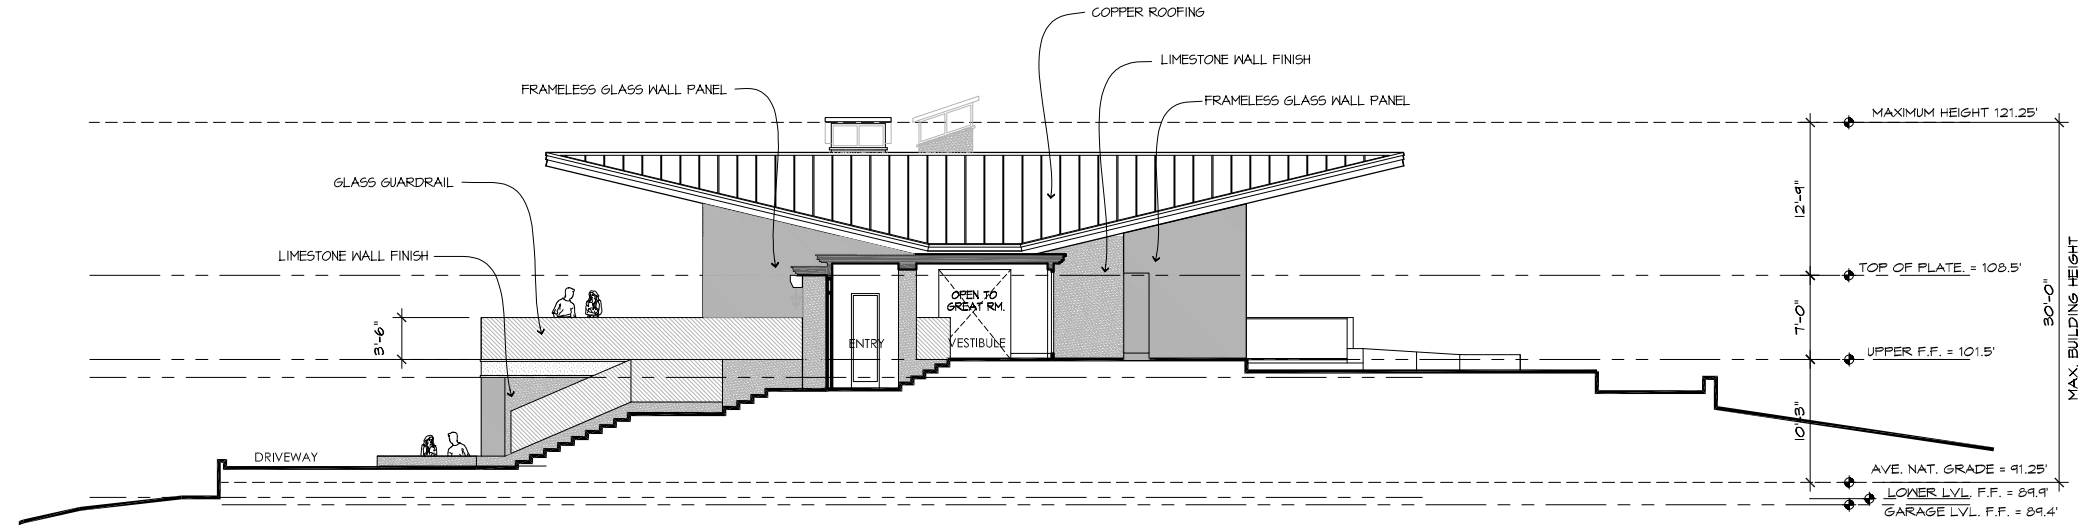 COPPER ROOFING
LIMESTONE WALL FINISH
FRAMELESS GLASS WALL PANEL
FRAMELESS GLASS WALL PANEL
MAXIMUM HEIGHT 121.25'
GLASS GUARDRAIL
12'-9"
LIMESTONE WALL FINISH
TOP OF PLATE. = 108.5'
OPEN TO
GREAT RM.
30'-0"
MAX. BUILDING HEIGHT
3'-6"
7'-0"
ENTRY
VESTIBULE
UPPER F.F. = 101.5'
10'-3"
DRIVEWAY
AVE. NAT. GRADE = 91.25'
LOWER LVL. F.F. = 89.9'
GARAGE LVL. F.F. = 89.4'